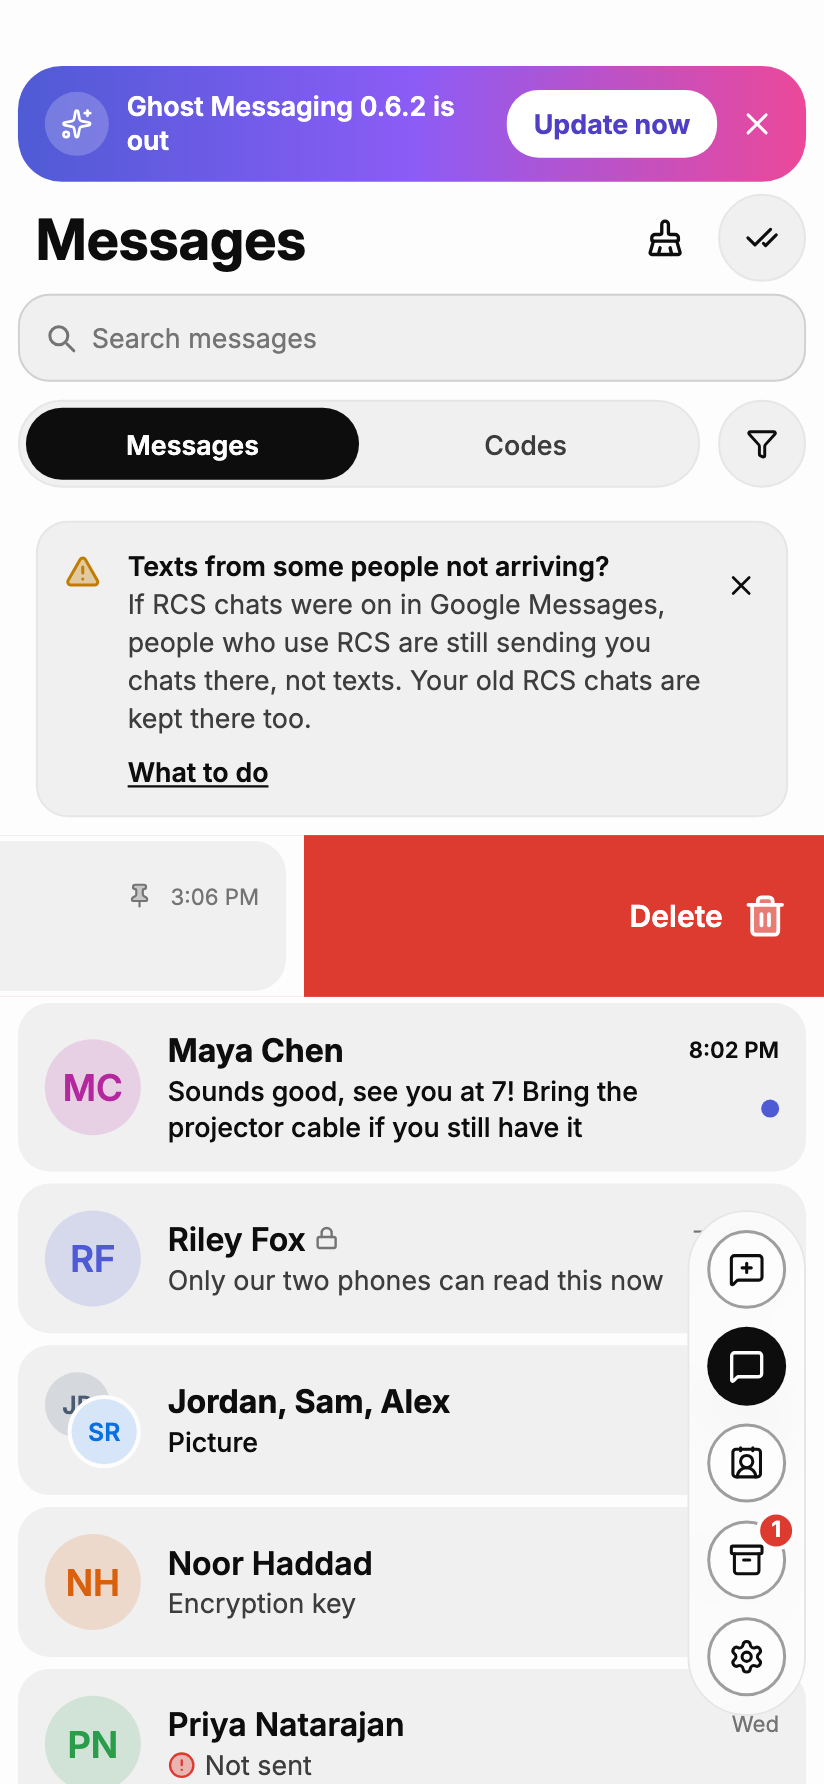 Ghost Messaging 0.6.2 is
out
Update now
Messages
Search messages
Messages
Codes
Texts from some people not arriving?
If RCS chats were on in Google Messages,
people who use RCS are still sending you
chats there, not texts. Your old RCS chats are
kept there too.
What to do
3:06 PM
Delete
MC
Maya Chen
8:02 PM
Sounds good, see you at 7! Bring the
projector cable if you still have it
RF
Riley Fox
Only our two phones can read this now
SR
Jordan, Sam, Alex
Picture
1
NH
Noor Haddad
Encryption key
PN
Priya Natarajan
Wed
Not sent